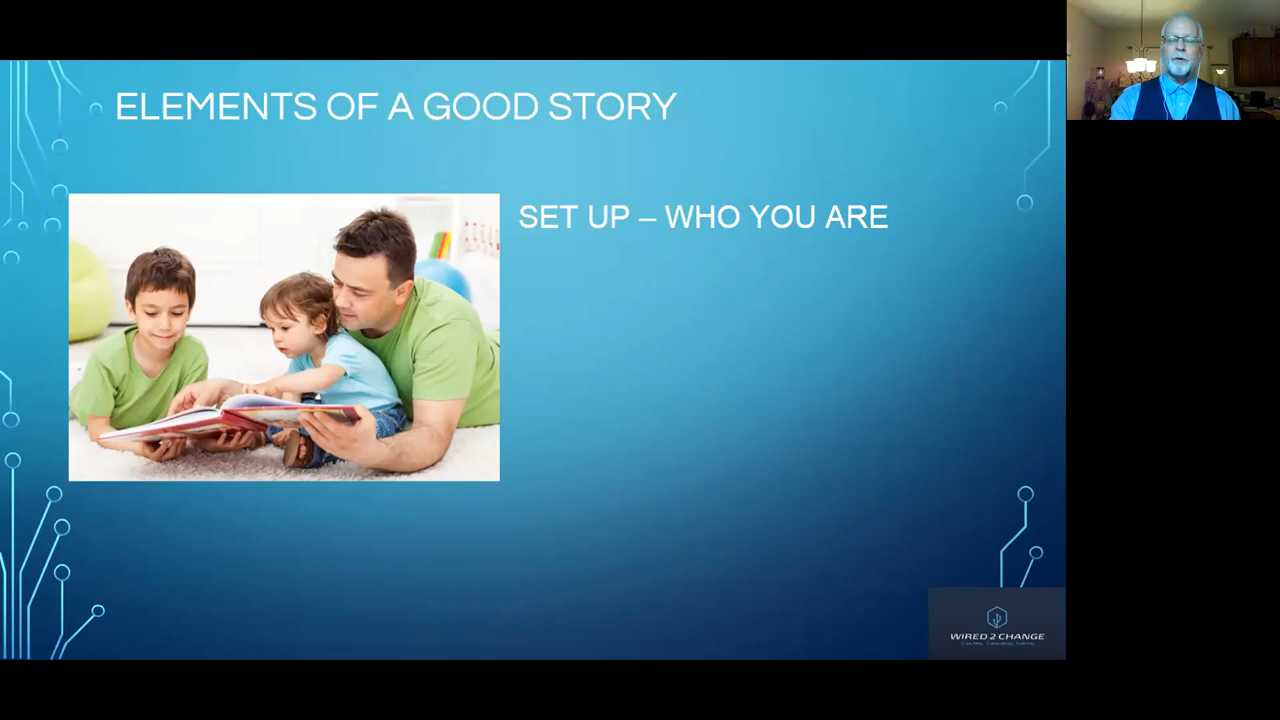 ELEMENTS OF A GOOD STORY
SET UP – WHO YOU ARE
WIRED 2 CHANGE